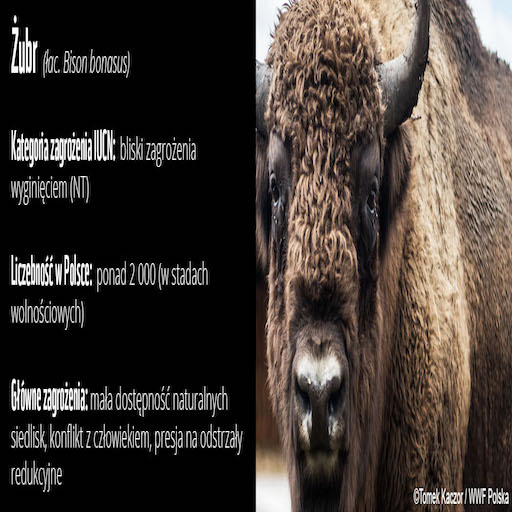 Żubr (łac. Bison bonasus)
Kategoria zagrożenia IUCN: bliski zagrożenia
wyginięciem (NT)
Liczebność w Polsce: ponad 2 000 (w stadach
wolnościowych)
Główne zagrożenia: mała dostępność naturalnych
siedlisk, konflikt z człowiekiem, presja na odstrzały
redukcyjne
©Tomek Kaczor / WWF Polska